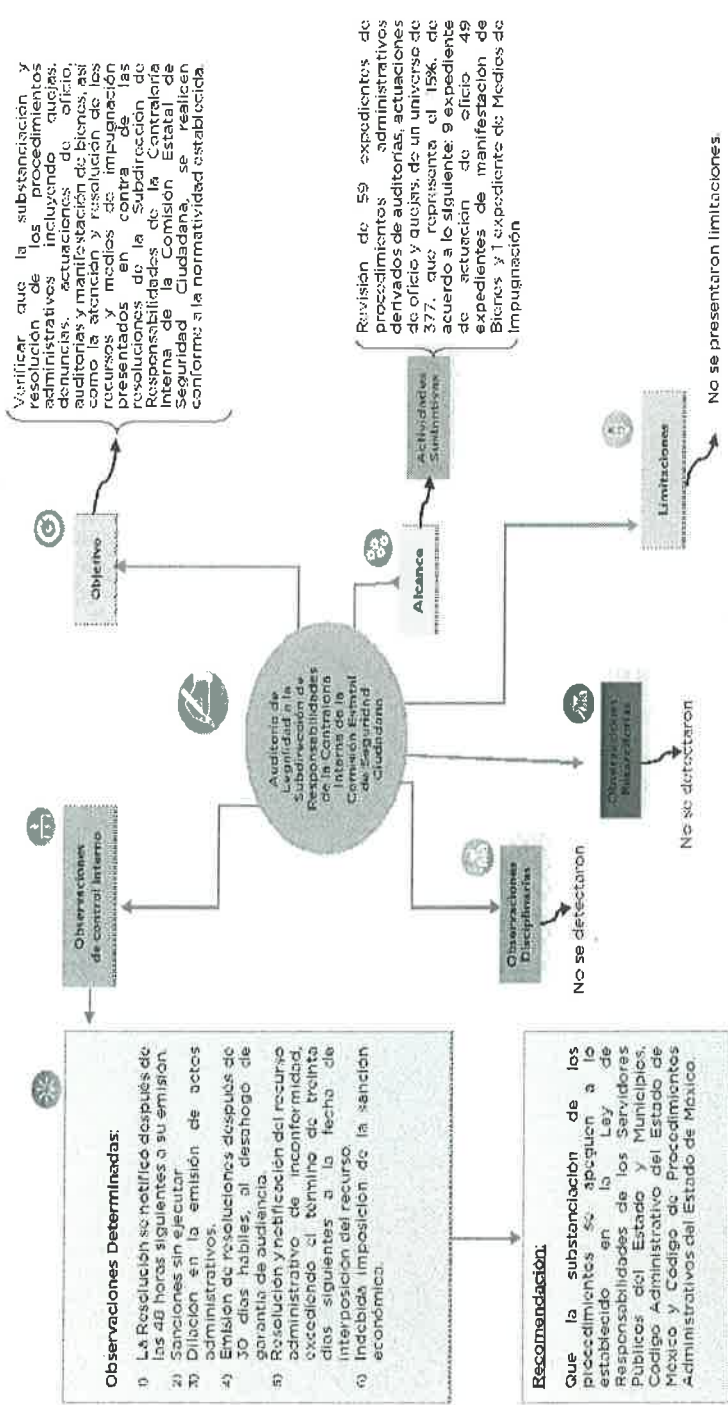 Observaciones Determinadas:
1) La Resolución se notificó después de
las 48 horas siguientes a su emisión.
2) Sanciones sin ejecutar
3) Dilación en la emisión de actos
administrativos.
4) Emisión de resoluciones después de
30 días hábiles, al desahogó de
garantía de audiencia.
5) Resolución y notificación del recurso
administrativo de inconformidad,
excediendo el término de treinta
días siguientes a la fecha de
interposición del recurso.
6) Indebida imposición de la sanción
económica.
Recomendación:
Que la substanciación de los
procedimientos se apeguen a lo
establecido en la Ley de
Responsabilidades de los Servidores
Públicos del Estado y Municipios,
Código Administrativo del Estado de
México y Código de Procedimientos
Administrativos del Estado de México.
Observaciones
de control interno
Auditoría de
Legalidad a la
Subdirección de
Responsabilidades
de la Contraloría
Interna de la
Comisión Estatal
de Seguridad
Ciudadana
Observaciones
Disciplinarias
No se detectaron
Observaciones
Resarcitorias
No se detectaron
Objetivo
Verificar que la substanciación y
resolución de los procedimientos
administrativos incluyendo quejas,
denuncias, actuaciones de oficio,
auditorías y manifestación de bienes, así
como la atención y resolución de los
recursos y medios de impugnación
presentados en contra de las
resoluciones de la Subdirección de
Responsabilidades de la Contraloría
Interna de la Comisión Estatal de
Seguridad Ciudadana, se realicen
conforme a la normatividad establecida.
Alcance
Actividades
Sustantivas
Revisión de 59 expedientes de
procedimientos administrativos
derivados de auditorías, actuaciones
de oficio y quejas, de un universo de
377, que representa el 15%, de
acuerdo a lo siguiente: 9 expediente
de actuación de oficio 49
expedientes de manifestación de
Bienes y 1 expediente de Medios de
Impugnación
Limitaciones
No se presentaron limitaciones.